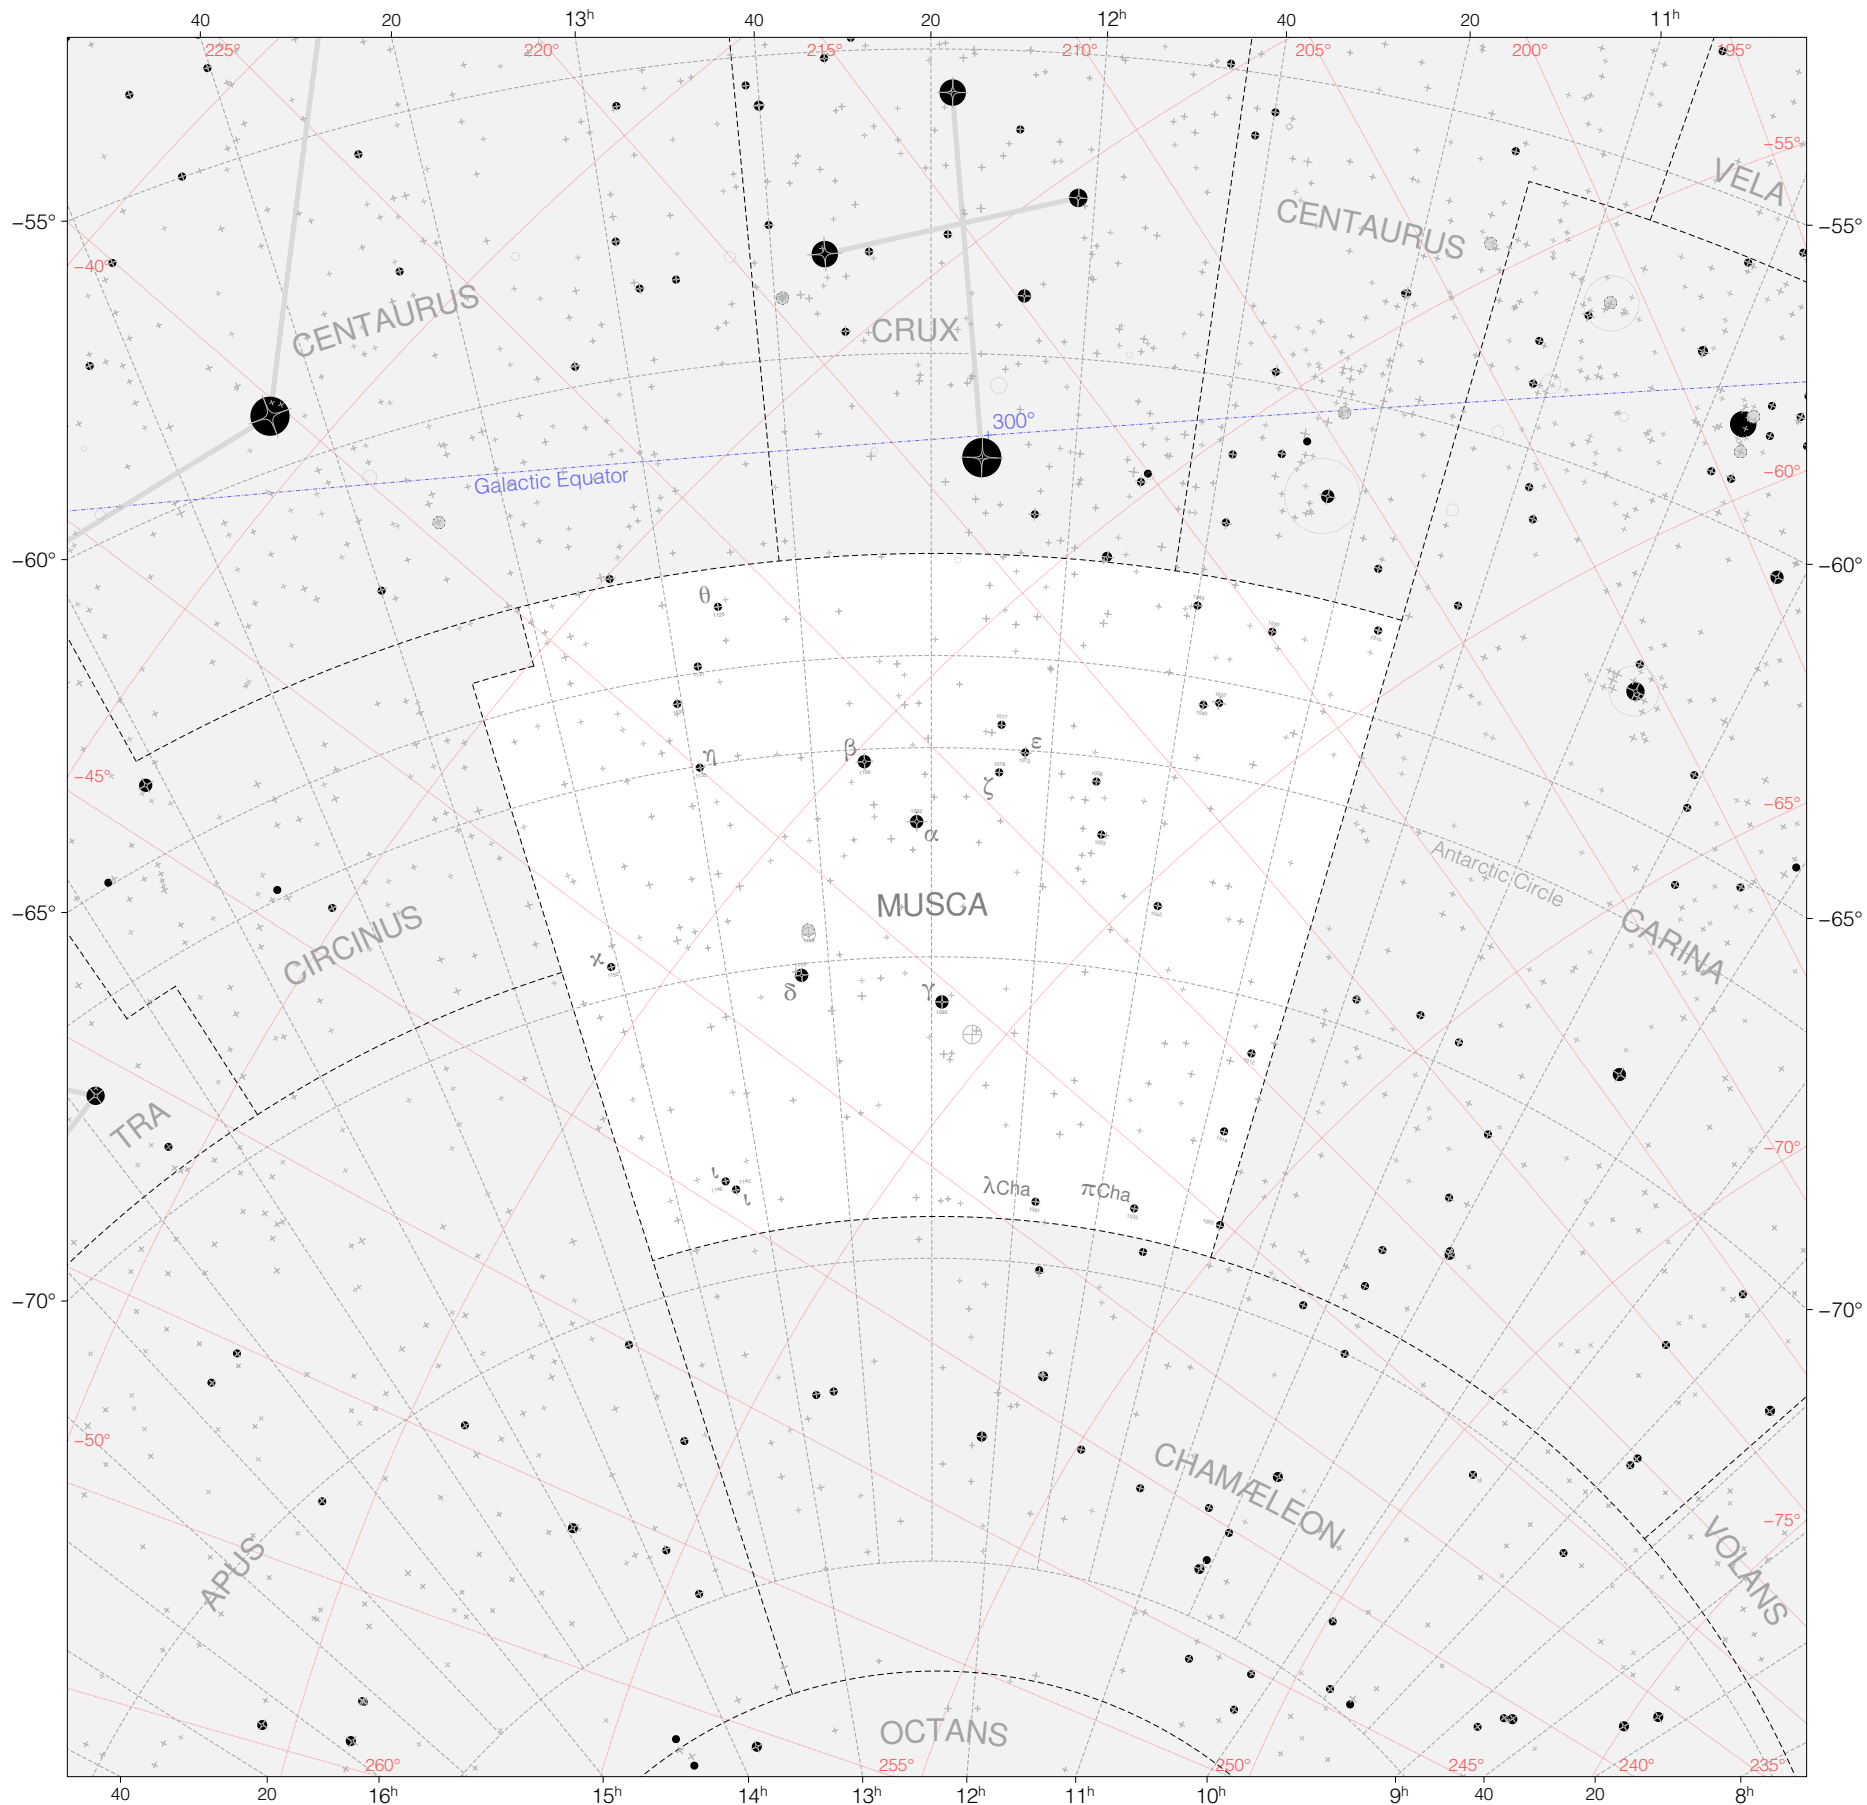 40 20 13h 40 20 12h 40 20 11h
225° 220° 215° 210° 205° 200° 195°
−55°
VELA
CENTAURUS
−55° −55°
−40°
CENTAURUS
CRUX
300°
Galactic Equator
−60°
−60° −60°
θ
−45°
η β ε
ζ
α
−65°
Antarctic Circle
MUSCA
−65° −65°
CIRCINUS
CARINA
ϰ
δ γ
TRA
−70°
ι
ι
λCha πCha
−70° −70°
−50°
CHAMÆLEON
−75°
APUS
VOLANS
OCTANS
260° 255° 250° 245° 240° 235°
40 20 16h 15h 14h 13h 12h 11h 10h 9h 40 20 8h